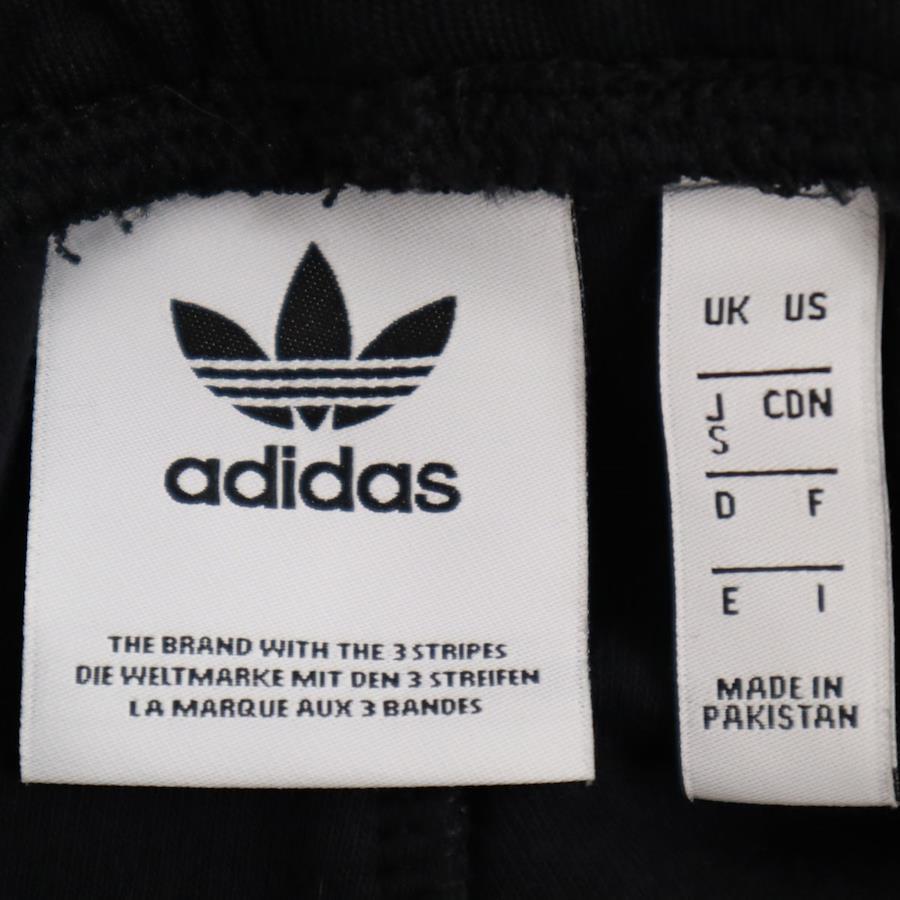 adidas
THE BRAND WITH THE 3 STRIPES
DIE WELTMARKE MIT DEN 3 STREIFEN
LA MARQUE AUX 3 BANDES
UK US
J CDN
S
D F
E I
MADE IN
PAKISTAN